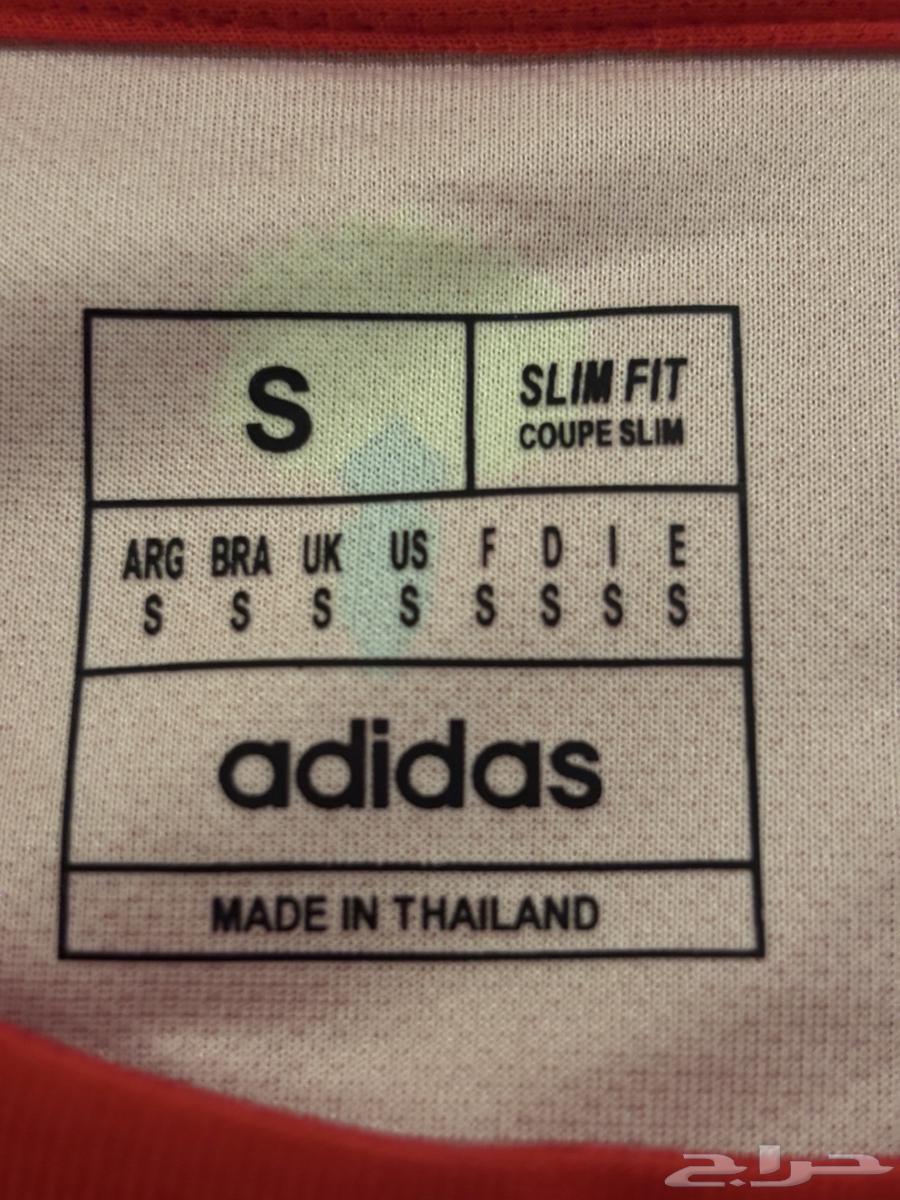 S
SLIM FIT
COUPE SLIM
ARG BRA UK US F D I E
S S S S S S S S
adidas
MADE IN THAILAND
حراج